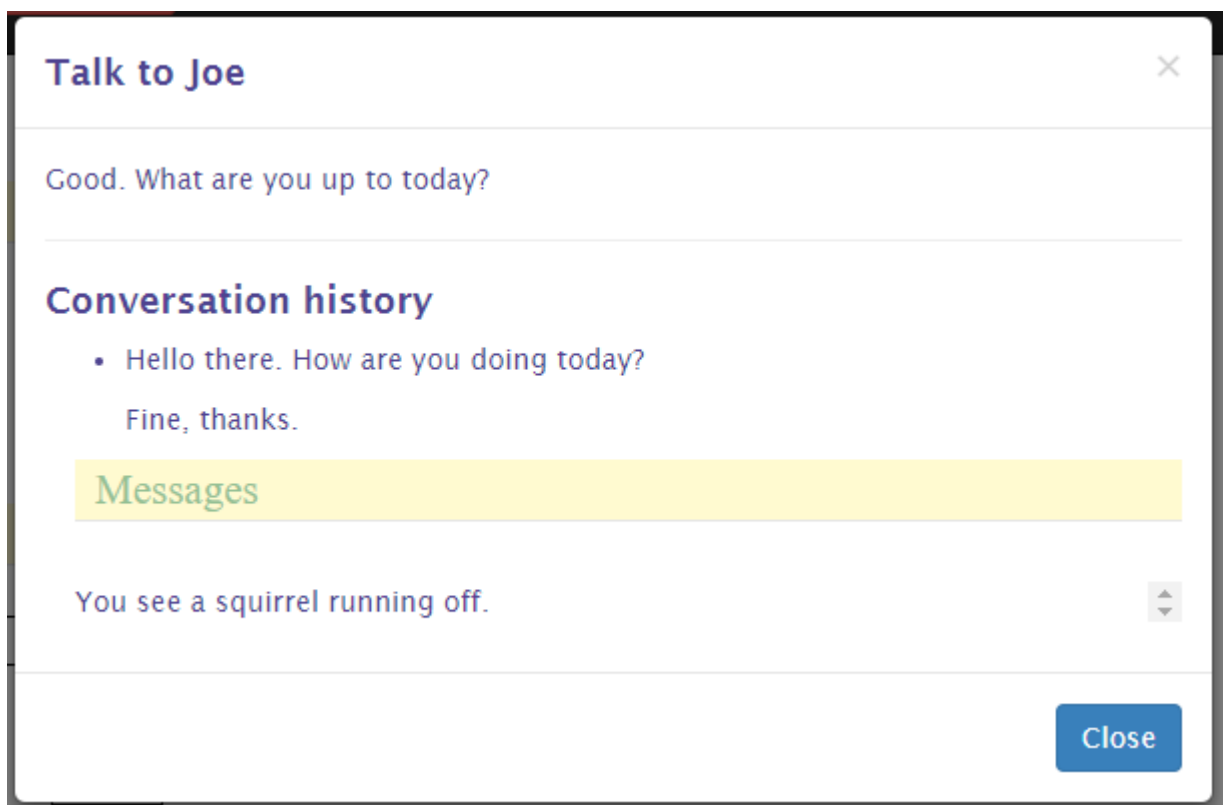 Talk to Joe
Good. What are you up to today?
Conversation history
Hello there. How are you doing today?
Fine, thanks.
Messages
You see a squirrel running off.
Close